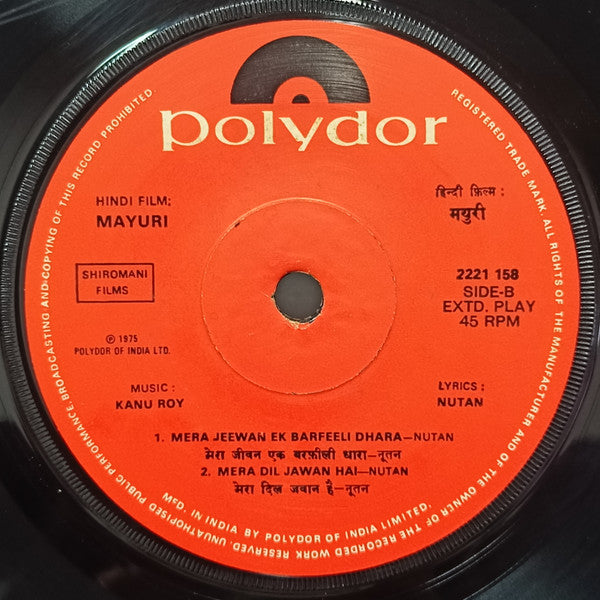 polydor
HINDI FILM;
MAYURI
हिन्दी फ़िल्म :
मयुरी
SHIROMANI
FILMS
2221 158
SIDE-B
EXTD. PLAY
45 RPM
Ⓟ 1975
POLYDOR OF INDIA LTD.
MUSIC :
KANU ROY
LYRICS :
NUTAN
1. MERA JEEWAN EK BARFEELI DHARA—NUTAN
मेरा जीवन एक बरफ़ीली धारा—नूतन
2. MERA DIL JAWAN HAI—NUTAN
मेरा दिल जवान है—नूतन
MFD. IN INDIA BY POLYDOR OF INDIA LIMITED.
REGISTERED TRADE MARK. ALL RIGHTS OF THE MANUFACTURER AND OF THE OWNER OF THE RECORDED WORK RESERVED. UNAUTHORISED PUBLIC PERFORMANCE, BROADCASTING AND COPYING OF THIS RECORD PROHIBITED